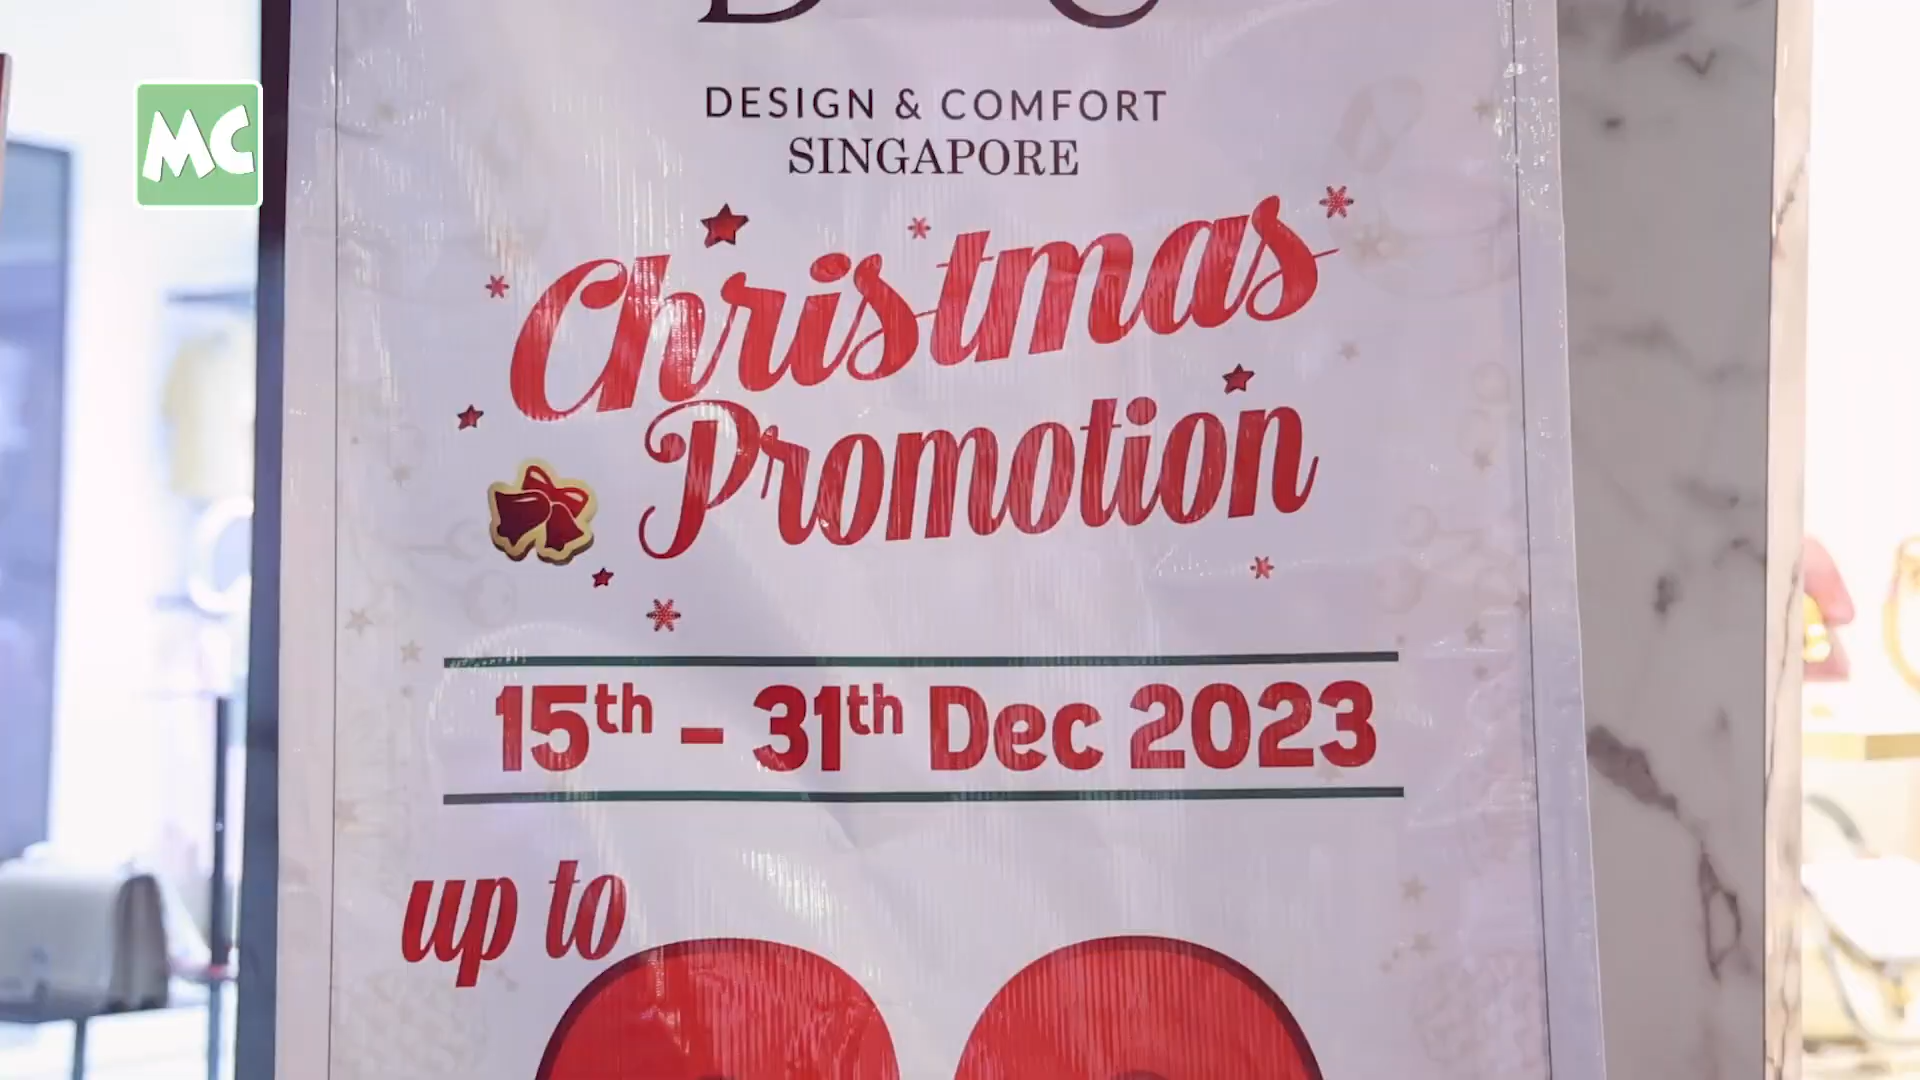 MC
DESIGN & COMFORT
SINGAPORE
Christmas
Promotion
15th - 31th Dec 2023
up to